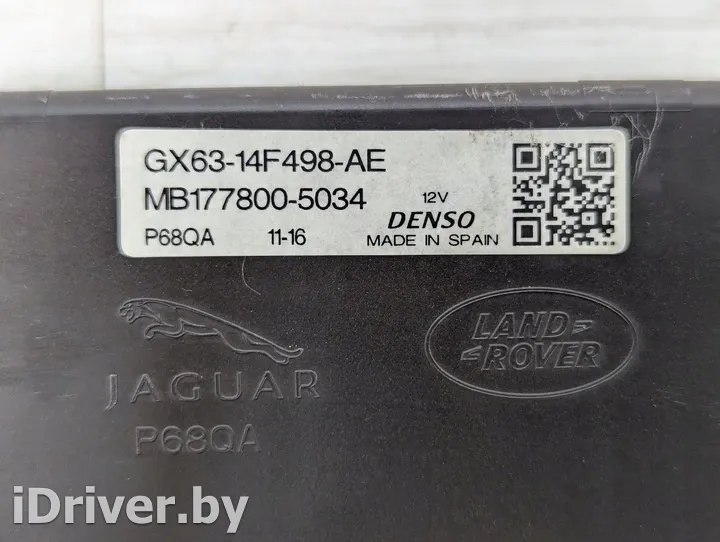 GX63-14F498-AE
MB177800-5034
12V
DENSO
P68QA 11-16 MADE IN SPAIN
JAGUAR
LAND
ROVER
P68QA
iDriver.by